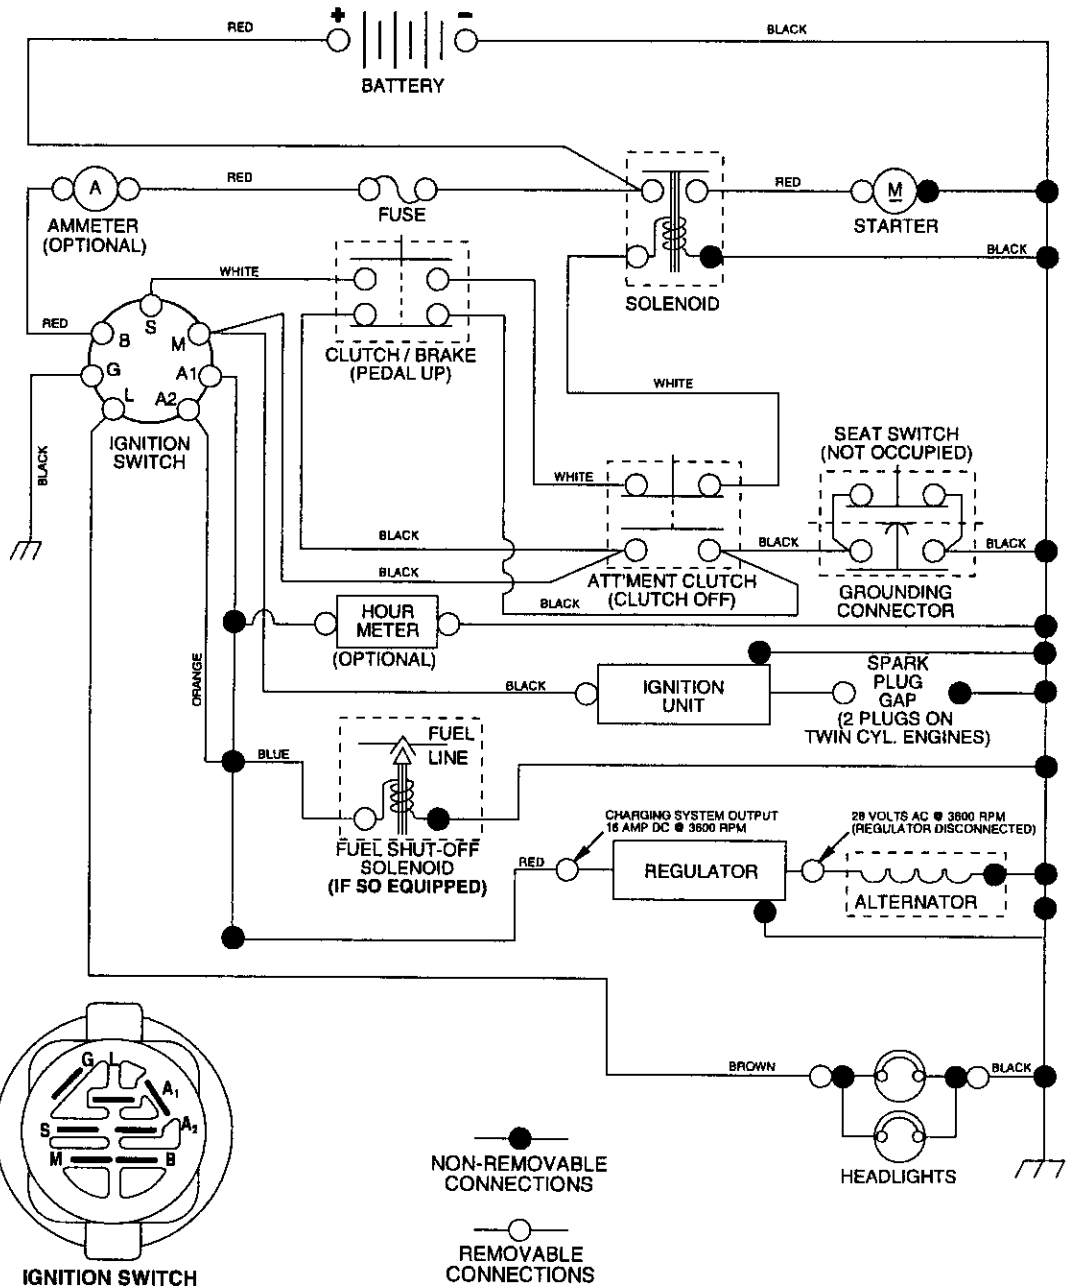 RED
+
-
BLACK
BATTERY
A
RED
FUSE
AMMETER
(OPTIONAL)
RED
M
STARTER
BLACK
SOLENOID
WHITE
RED
B
S
M
G
A1
L
A2
IGNITION
SWITCH
CLUTCH / BRAKE
(PEDAL UP)
WHITE
BLACK
SEAT SWITCH
(NOT OCCUPIED)
WHITE
BLACK
BLACK
BLACK
BLACK
BLACK
ATT'MENT CLUTCH
(CLUTCH OFF)
GROUNDING
CONNECTOR
HOUR
METER
(OPTIONAL)
ORANGE
BLACK
IGNITION
UNIT
SPARK
PLUG
GAP
(2 PLUGS ON
TWIN CYL. ENGINES)
BLUE
FUEL
LINE
FUEL SHUT-OFF
SOLENOID
(IF SO EQUIPPED)
CHARGING SYSTEM OUTPUT
16 AMP DC @ 3600 RPM
28 VOLTS AC @ 3600 RPM
(REGULATOR DISCONNECTED)
RED
REGULATOR
ALTERNATOR
G
L
A1
S
A2
M
B
IGNITION SWITCH
BROWN
BLACK
HEADLIGHTS
NON-REMOVABLE
CONNECTIONS
REMOVABLE
CONNECTIONS